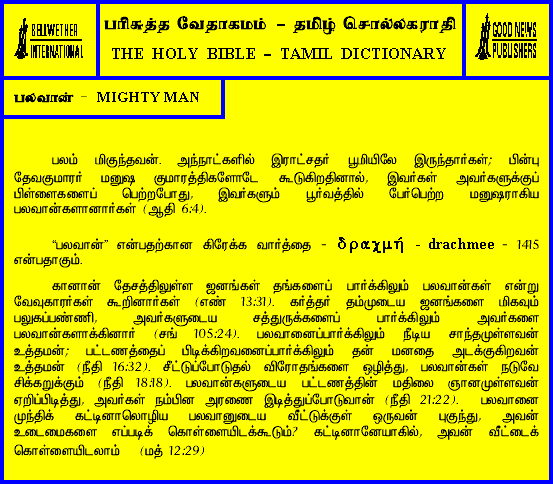 BELLWETHER
INTERNATIONAL
பரிசுத்த வேதாகமம் – தமிழ் சொல்லகராதி
THE HOLY BIBLE – TAMIL DICTIONARY
GOOD NEWS
PUBLISHERS
பலவான் – MIGHTY MAN
பலம் மிகுந்தவன். அந்நாட்களில் இராட்சதர் பூமியிலே இருந்தார்கள்; பின்பு
தேவகுமாரர் மனுஷ குமாரத்திகளோடே கூடுகிறதினால், இவர்கள் அவர்களுக்குப்
பிள்ளைகளைப் பெற்றபோது, இவர்களும் பூர்வத்தில் பேர்பெற்ற மனுஷராகிய
பலவான்களானார்கள் (ஆதி 6:4).
“பலவான்” என்பதற்கான கிரேக்க வார்த்தை – δραχμή – drachmee – 1415
என்பதாகும்.
கானான் தேசத்திலுள்ள ஜனங்கள் தங்களைப் பார்க்கிலும் பலவான்கள் என்று
வேவுகாரர்கள் கூறினார்கள் (எண் 13:31). கர்த்தர் தம்முடைய ஜனங்களை மிகவும்
பலுகப்பண்ணி, அவர்களுடைய சத்துருக்களைப் பார்க்கிலும் அவர்களை
பலவான்களாக்கினார் (சங் 105:24). பலவானைப்பார்க்கிலும் நீடிய சாந்தமுள்ளவன்
உத்தமன்; பட்டணத்தைப் பிடிக்கிறவனைப்பார்க்கிலும் தன் மனதை அடக்குகிறவன்
உத்தமன் (நீதி 16:32). சீட்டுப்போடுதல் விரோதங்களை ஒழித்து, பலவான்கள் நடுவே
சிக்கறுக்கும் (நீதி 18:18). பலவான்களுடைய பட்டணத்தின் மதிலை ஞானமுள்ளவன்
ஏறிப்பிடித்து, அவர்கள் நம்பின அரணை இடித்துப்போடுவான் (நீதி 21:22). பலவானை
முந்திக் கட்டினாலொழிய பலவானுடைய வீட்டுக்குள் ஒருவன் புகுந்து, அவன்
உடைமைகளை எப்படிக் கொள்ளையிடக்கூடும்? கட்டினானேயாகில், அவன் வீட்டைக்
கொள்ளையிடலாம் (மத் 12:29)